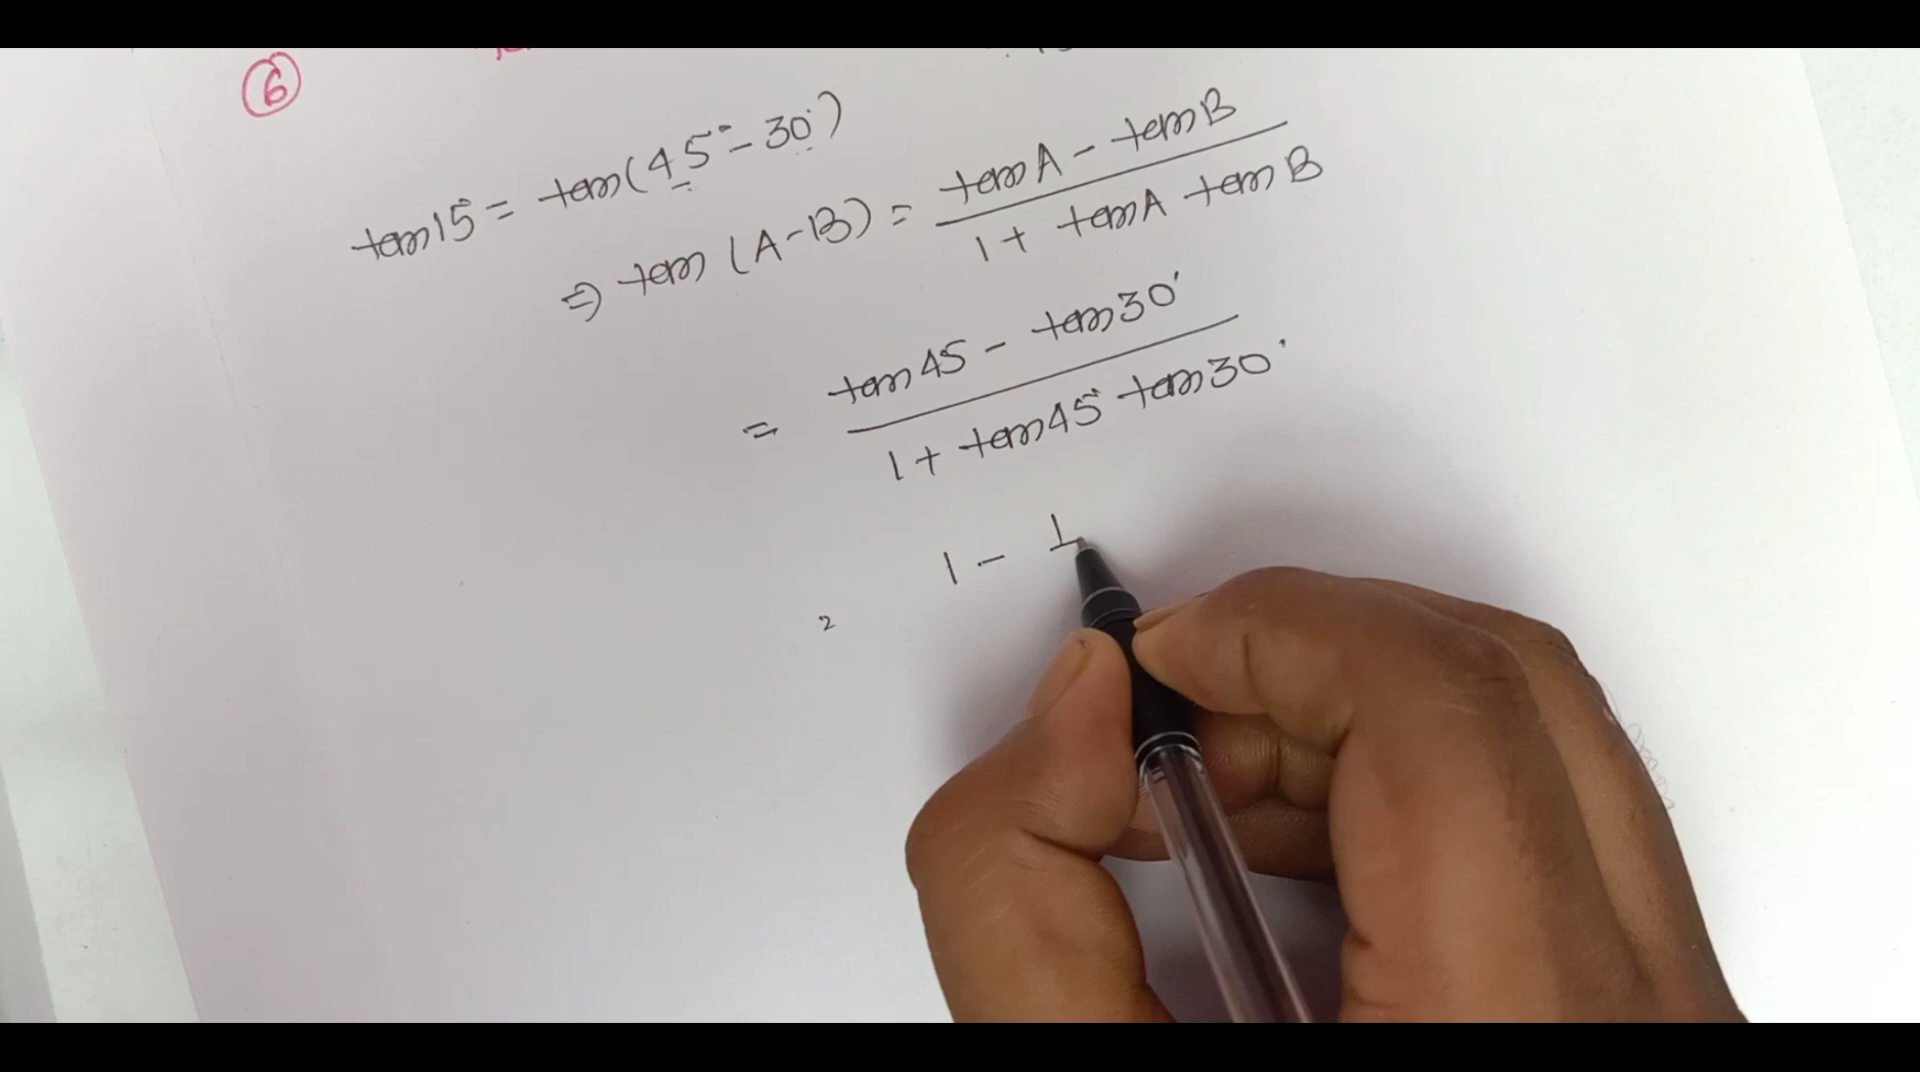 6
tan15 = tan(45° - 30°)
⇒ tan (A-B) = tanA - tanB
1 + tanA tanB
= tan45 - tan30°
1 + tan45° tan30°
= 1 - 1